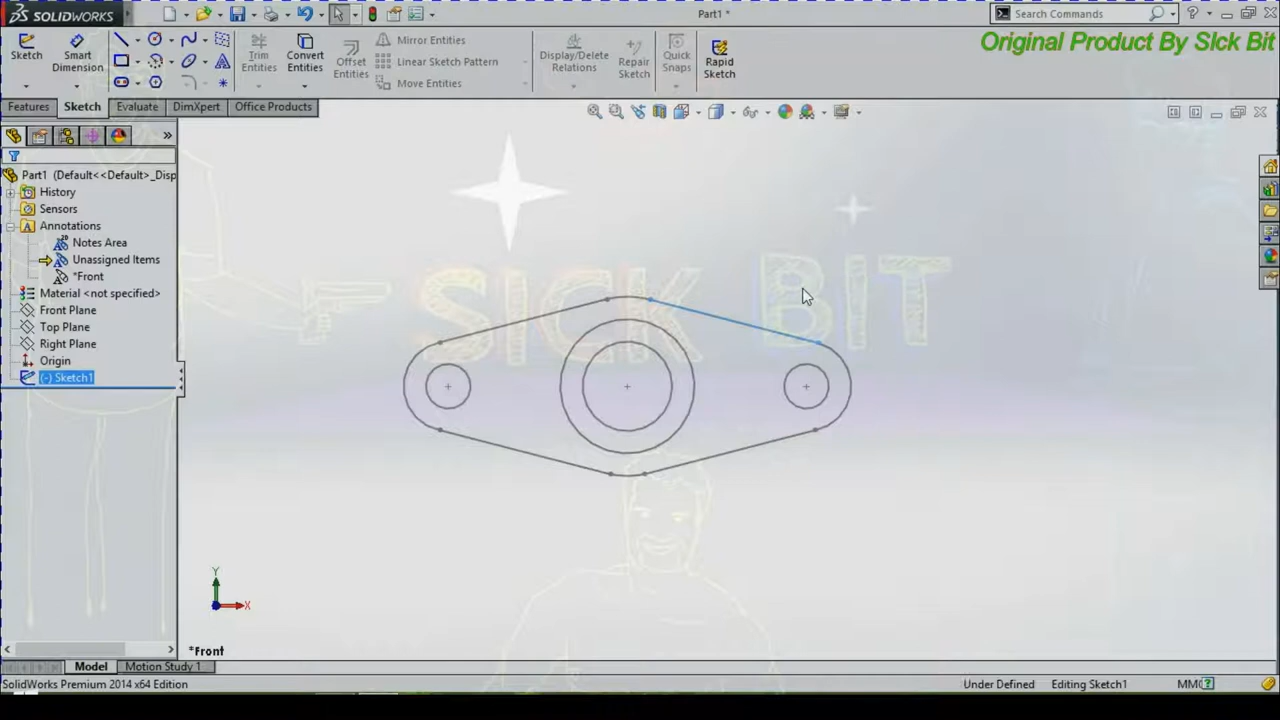 SOLIDWORKS
Part1 *
Search Commands
Original Product By SIck Bit
Sketch
Smart Dimension
Trim Entities
Convert Entities
Offset Entities
Mirror Entities
Linear Sketch Pattern
Move Entities
Display/Delete Relations
Repair Sketch
Quick Snaps
Rapid Sketch
Features
Sketch
Evaluate
DimXpert
Office Products
Part1 (Default<<Default>_Disp
History
Sensors
Annotations
Notes Area
Unassigned Items
*Front
Material <not specified>
Front Plane
Top Plane
Right Plane
Origin
(-) Sketch1
SICK BIT
Y
X
*Front
Model
Motion Study 1
SolidWorks Premium 2014 x64 Edition
Under Defined
Editing Sketch1
MMG